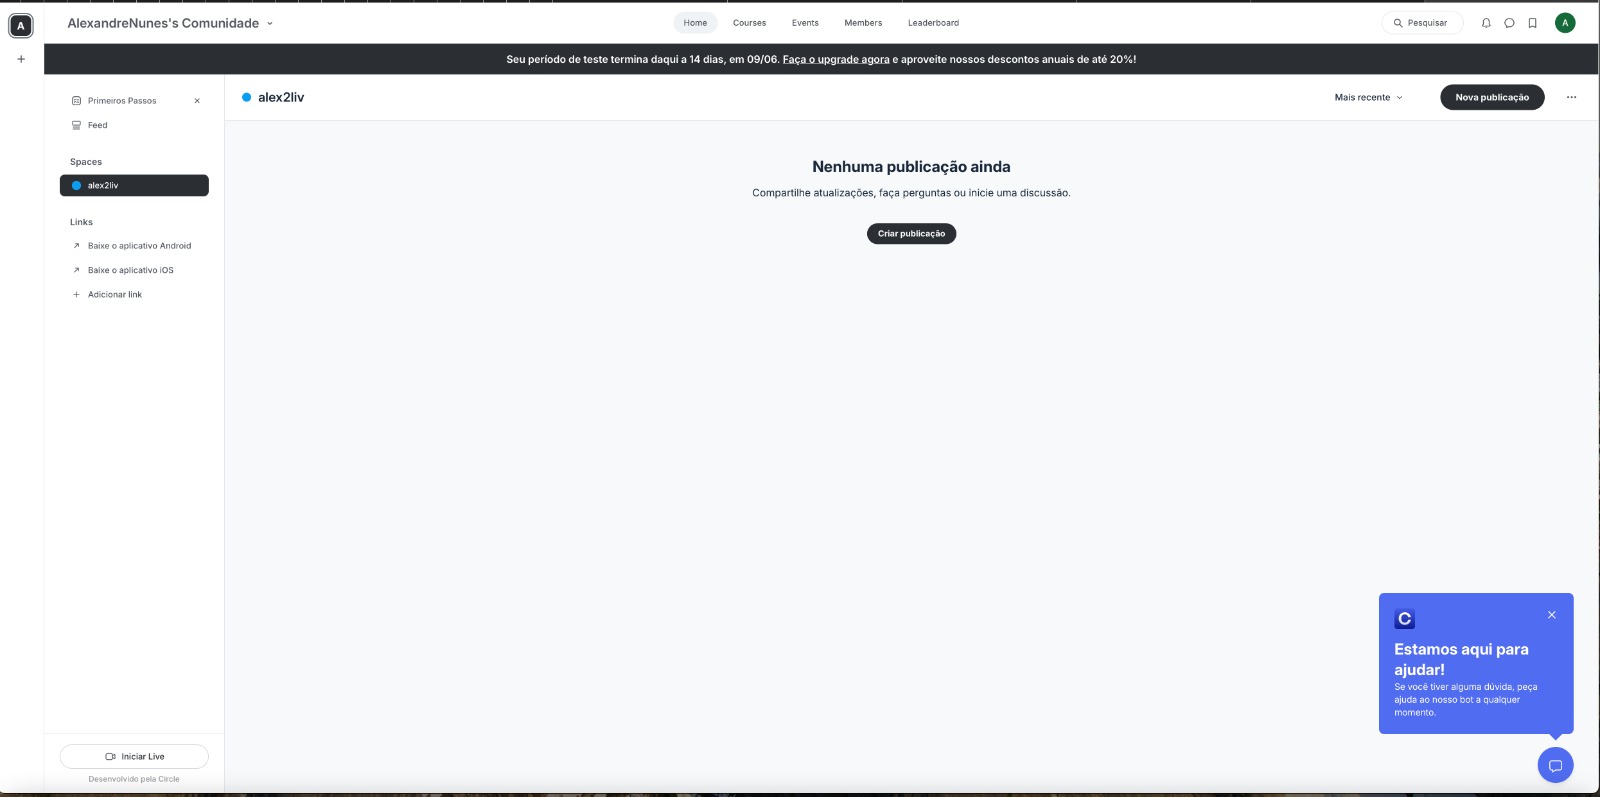 A
AlexandreNunes's Comunidade
Home
Courses
Events
Members
Leaderboard
Pesquisar
A
Seu período de teste termina daqui a 14 dias, em 09/06. Faça o upgrade agora e aproveite nossos descontos anuais de até 20%!
Primeiros Passos
Feed
Spaces
alex2liv
Links
Baixe o aplicativo Android
Baixe o aplicativo iOS
Adicionar link
Iniciar Live
Desenvolvido pela Circle
alex2liv
Mais recente
Nova publicação
Nenhuma publicação ainda
Compartilhe atualizações, faça perguntas ou inicie uma discussão.
Criar publicação
C
Estamos aqui para
ajudar!
Se você tiver alguma dúvida, peça
ajuda ao nosso bot a qualquer
momento.